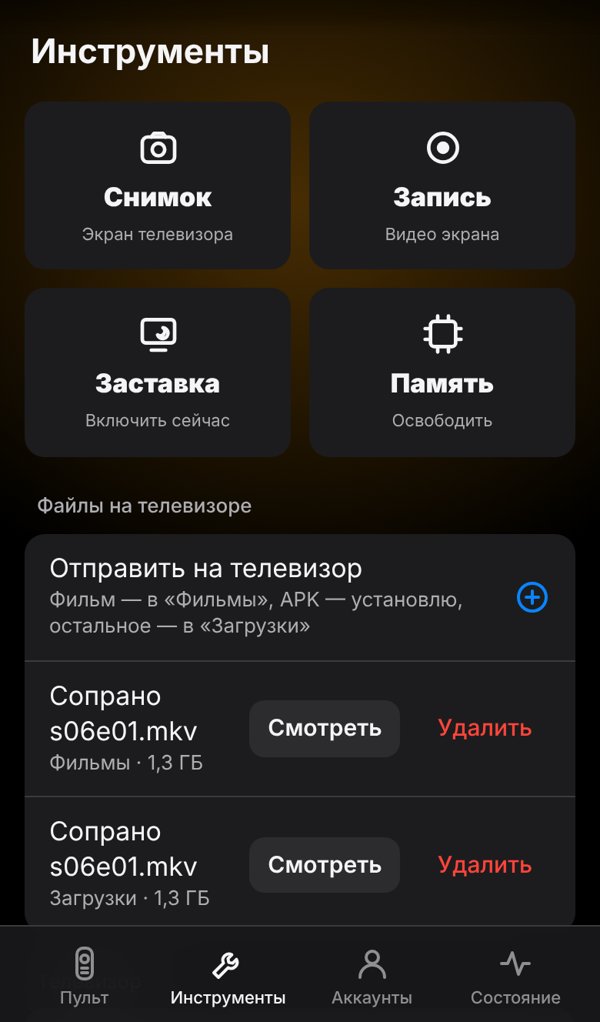 Инструменты
Снимок
Экран телевизора
Запись
Видео экрана
Заставка
Включить сейчас
Память
Освободить
Файлы на телевизоре
Отправить на телевизор
Фильм — в «Фильмы», APK — установлю,
остальное — в «Загрузки»
Сопрано
s06e01.mkv
Фильмы · 1,3 ГБ
Смотреть
Удалить
Сопрано
s06e01.mkv
Загрузки · 1,3 ГБ
Смотреть
Удалить
Телевизор
Пульт
Инструменты
Аккаунты
Состояние